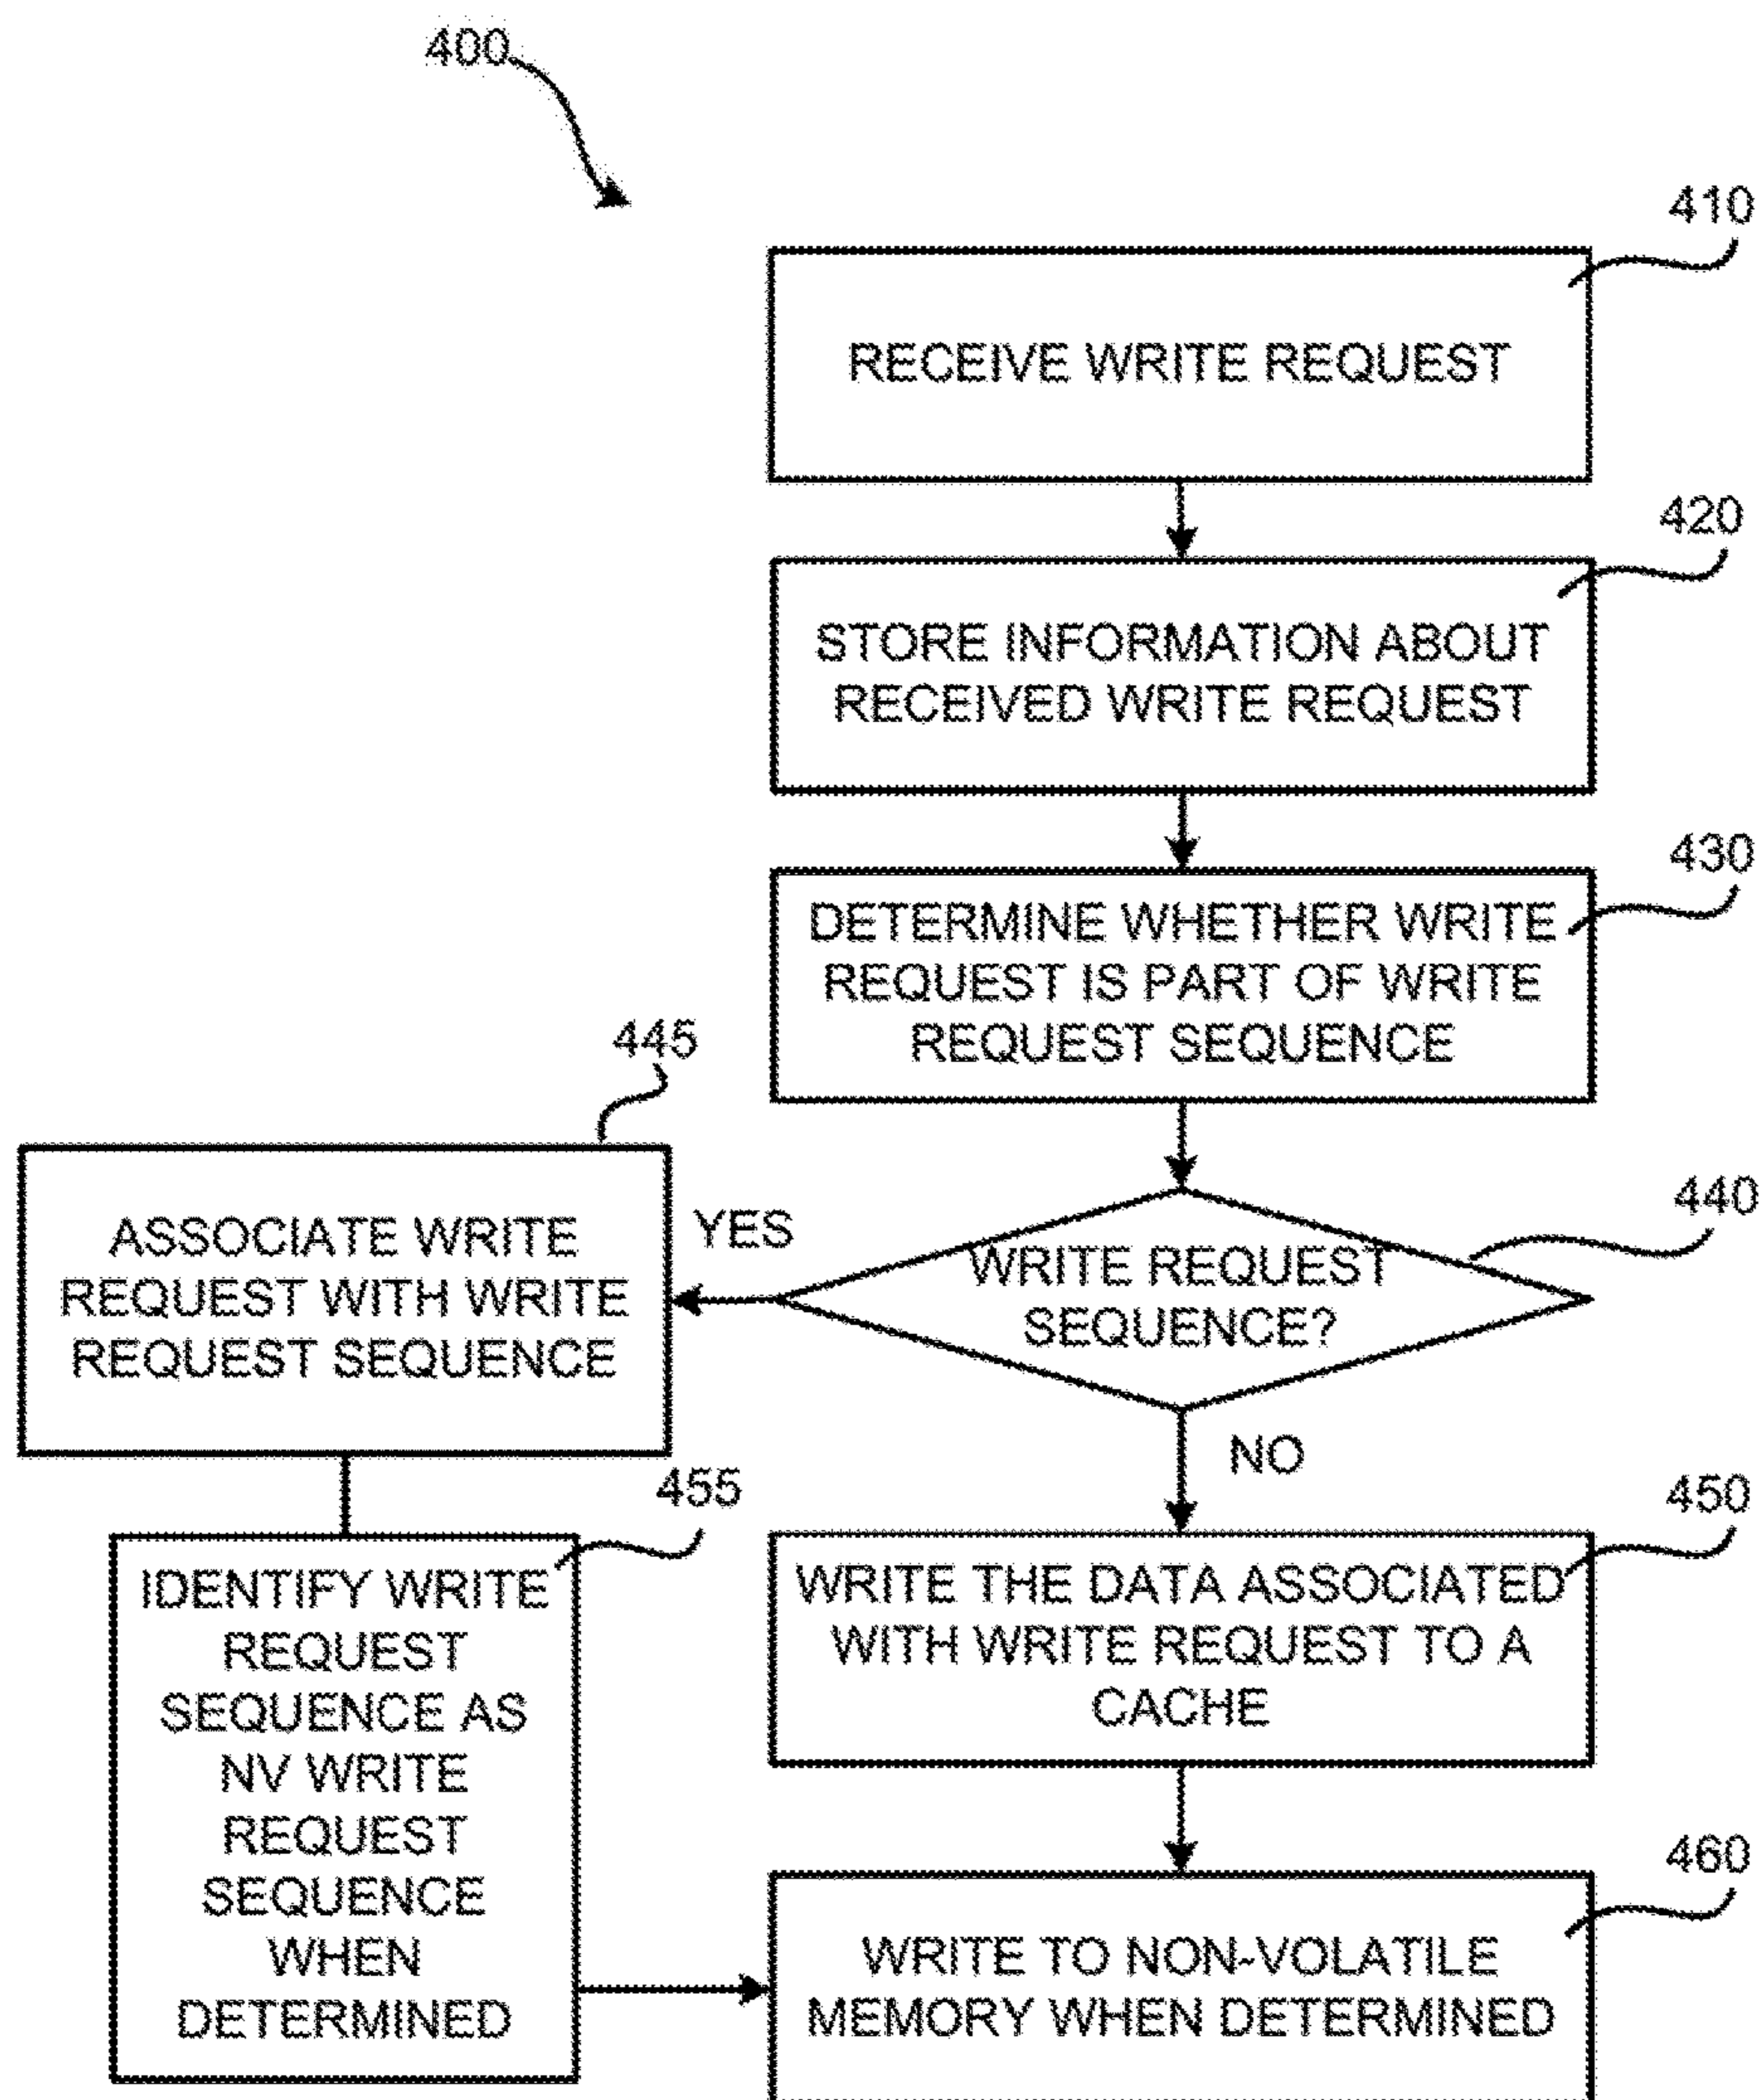 400
410
RECEIVE WRITE REQUEST
420
STORE INFORMATION ABOUT
RECEIVED WRITE REQUEST
430
DETERMINE WHETHER WRITE
REQUEST IS PART OF WRITE
REQUEST SEQUENCE
445
ASSOCIATE WRITE
REQUEST WITH WRITE
REQUEST SEQUENCE
YES
440
WRITE REQUEST
SEQUENCE?
NO
455
IDENTIFY WRITE
REQUEST
SEQUENCE AS
NV WRITE
REQUEST
SEQUENCE
WHEN
DETERMINED
450
WRITE THE DATA ASSOCIATED
WITH WRITE REQUEST TO A
CACHE
460
WRITE TO NON-VOLATILE
MEMORY WHEN DETERMINED